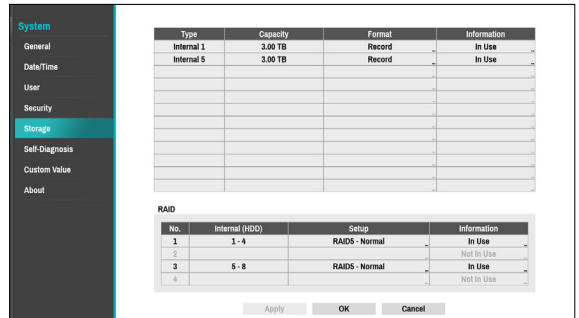 System
General
Date/Time
User
Security
Storage
Self-Diagnosis
Custom Value
About
Type Capacity Format Information
Internal 1 3.00 TB Record ... In Use ...
Internal 5 3.00 TB Record ... In Use ...
RAID
No. Internal (HDD) Setup Information
1 1 - 4 RAID5 - Normal ... In Use ...
2 Not In Use ...
3 5 - 8 RAID5 - Normal ... In Use ...
4 Not In Use ...
Apply OK Cancel